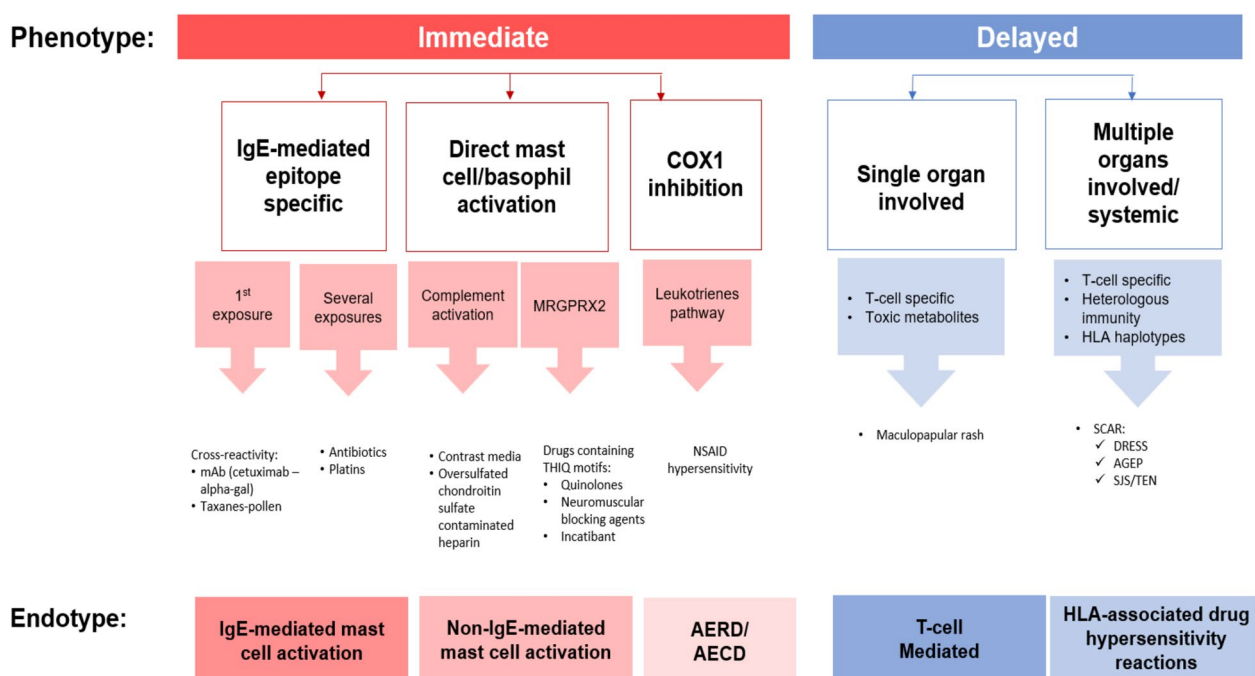 Phenotype:
Immediate
Delayed
IgE-mediated
epitope
specific
Direct mast
cell/basophil
activation
COX1
inhibition
Single organ
involved
Multiple
organs
involved/
systemic
1st
exposure
Several
exposures
Complement
activation
MRGPRX2
Leukotrienes
pathway
• T-cell specific
• Toxic metabolites
• T-cell specific
• Heterologous
immunity
• HLA haplotypes
Cross-reactivity:
• mAb (cetuximab –
alpha-gal)
• Taxanes-pollen
• Antibiotics
• Platins
• Contrast media
• Oversulfated
chondroitin
sulfate
contaminated
heparin
Drugs containing
THIQ motifs:
• Quinolones
• Neuromuscular
blocking agents
• Incatibant
NSAID
hypersensitivity
• Maculopapular rash
• SCAR:
✓ DRESS
✓ AGEP
✓ SJS/TEN
Endotype:
IgE-mediated mast
cell activation
Non-IgE-mediated
mast cell activation
AERD/
AECD
T-cell
Mediated
HLA-associated drug
hypersensitivity
reactions